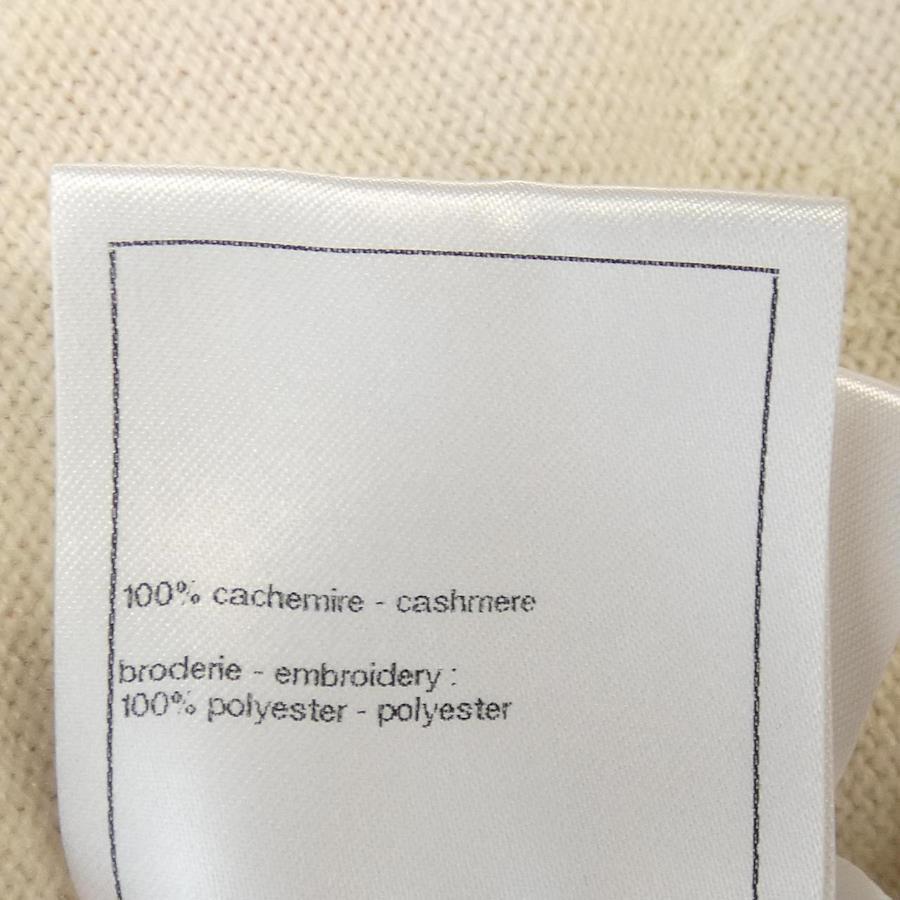 100% cachemire - cashmere
broderie - embroidery :
100% polyester - polyester